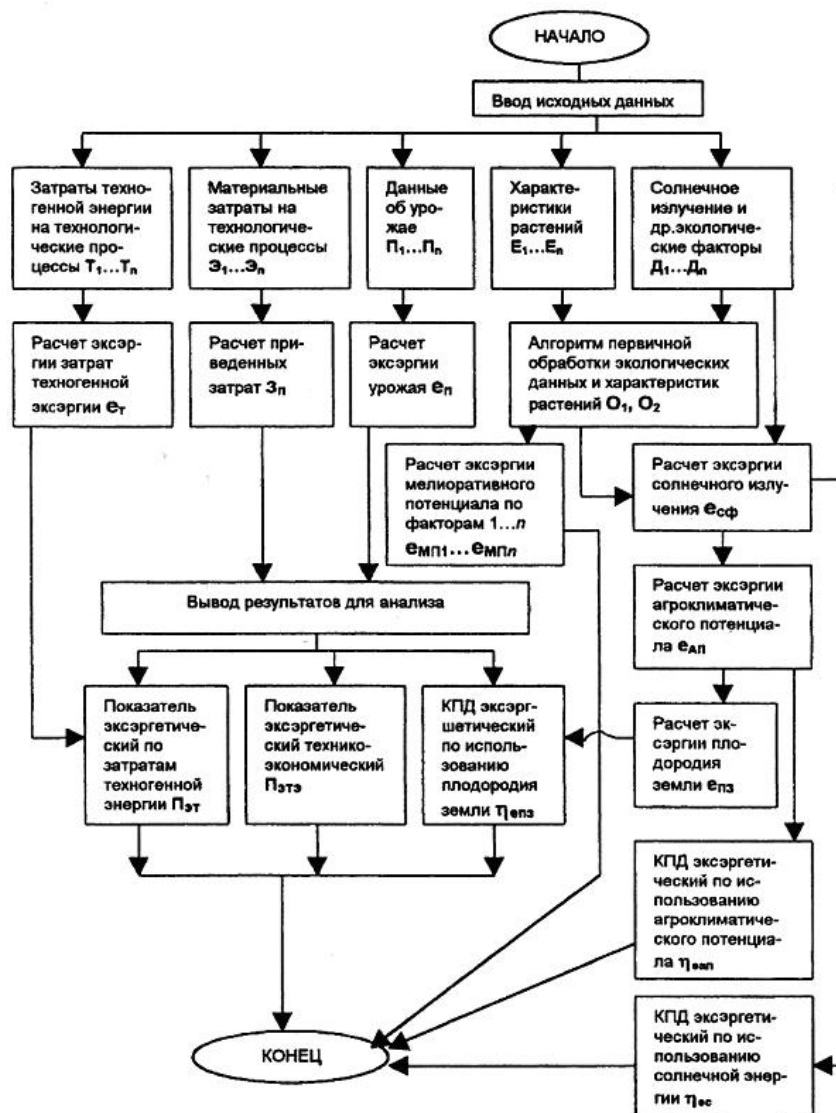 НАЧАЛО
Ввод исходных данных
Затраты техно-
генной энергии
на технологи-
ческие про-
цессы Т₁...Тₙ
Материальные
затраты на
технологиче-
ские процессы
Э₁...Эₙ
Данные
об уро-
жае
П₁...Пₙ
Характе-
ристики
растений
Е₁...Еₙ
Солнечное
излучение и
др.экологиче-
ские факторы
Д₁...Дₙ
Расчет эксэр-
гии затрат
техногенной
эксэргии eт
Расчет при-
веденных
затрат Зп
Расчет
эксэргии
урожая eп
Алгоритм первичной
обработки экологических
данных и характеристик
растений О₁, О₂
Расчет эксэргии
мелиоративного
потенциала по
факторам 1...n
eМП1...eМПn
Расчет эксэргии
солнечного излу-
чения eсф
Вывод результатов для анализа
Расчет эксэргии
агроклимати-
ческого потенциа-
ла eАП
Показатель
эксэргетиче-
ский по
затратам
техногенной
энергии Пэт
Показатель
эксэргетиче-
ский технико-
экономический
Пэтэ
КПД эксэрг-
шетический
по использо-
ванию
плодородия
земли ηепз
Расчет эк-
сэргии пло-
дородия
земли eпз
КПД эксэргети-
ческий по ис-
пользованию
агроклиматиче-
ского потенциа-
ла ηеап
КПД эксэргети-
ческий по ис-
пользованию
солнечной энер-
гии ηес
КОНЕЦ